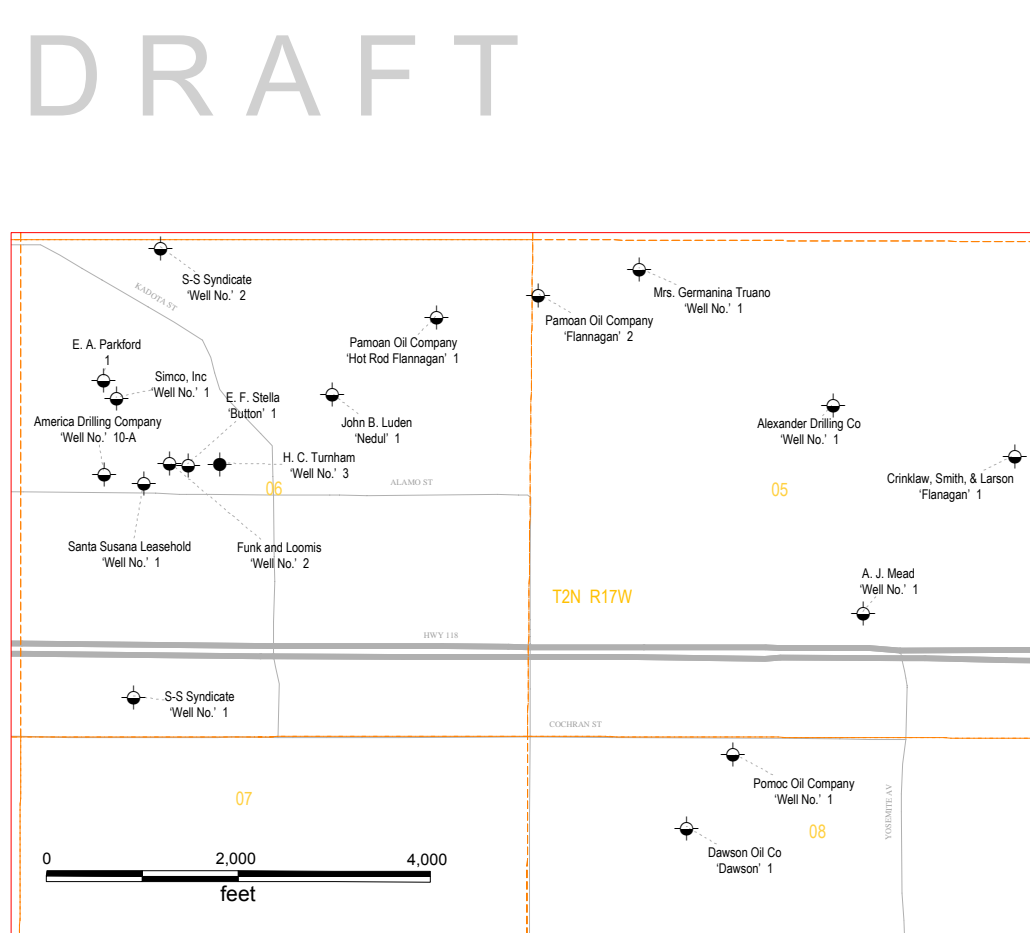 D R A F T
S-S Syndicate
'Well No.' 2
KADOTA ST
Mrs. Germanina Truano
'Well No.' 1
Pamoan Oil Company
'Flannagan' 2
Pamoan Oil Company
'Hot Rod Flannagan' 1
E. A. Parkford
1
Simco, Inc
'Well No.' 1
E. F. Stella
'Button' 1
America Drilling Company
'Well No.' 10-A
John B. Luden
'Nedul' 1
Alexander Drilling Co
'Well No.' 1
H. C. Turnham
'Well No.' 3
Crinklaw, Smith, & Larson
'Flanagan' 1
06
ALAMO ST
05
Santa Susana Leasehold
'Well No.' 1
Funk and Loomis
'Well No.' 2
A. J. Mead
'Well No.' 1
T2N R17W
HWY 118
S-S Syndicate
'Well No.' 1
COCHRAN ST
Pomoc Oil Company
'Well No.' 1
07
YOSEMITE AV
08
Dawson Oil Co
'Dawson' 1
0 2,000 4,000
feet